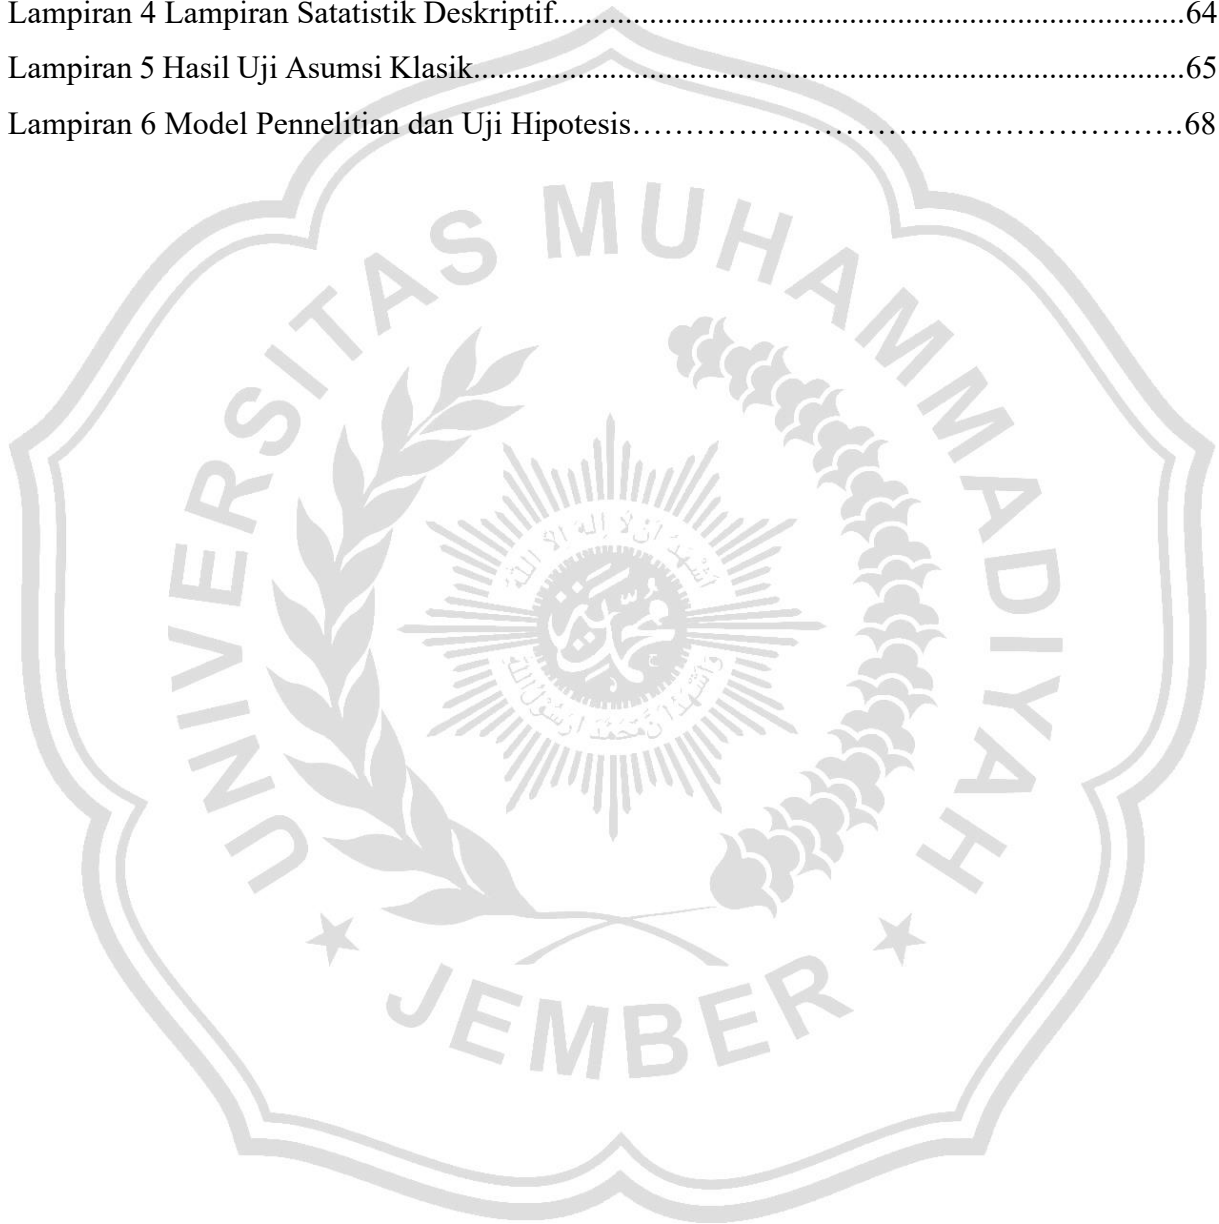 Lampiran 4 Lampiran Satatistik Deskriptif....................................................................................64
Lampiran 5 Hasil Uji Asumsi Klasik...............................................................................................65
Lampiran 6 Model Pennelitian dan Uji Hipotesis……………………………………………….68
UNIVERSITAS MUHAMMADIYAH
JEMBER